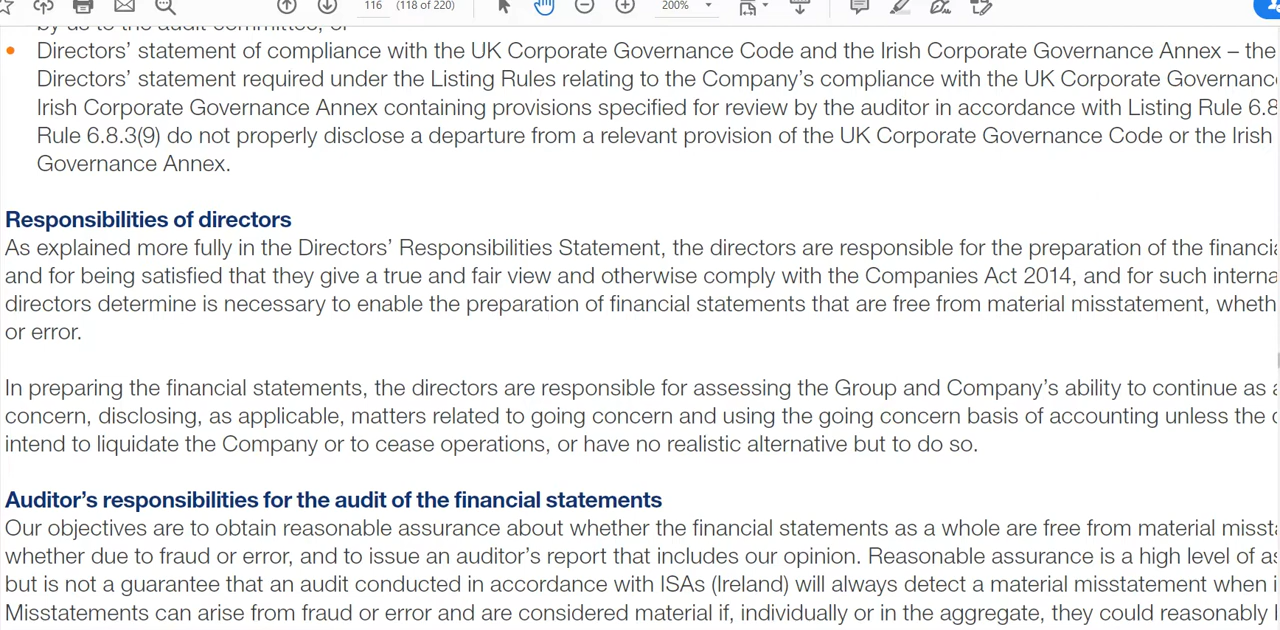 116 (118 of 220) 200%
by us to the audit committee; or
Directors’ statement of compliance with the UK Corporate Governance Code and the Irish Corporate Governance Annex – the
Directors’ statement required under the Listing Rules relating to the Company’s compliance with the UK Corporate
Irish Corporate Governance Annex containing provisions specified for review by the auditor in accordance with Listing Rule 6.8
Rule 6.8.3(9) do not properly disclose a departure from a relevant provision of the UK Corporate Governance Code or the Irish
Governance Annex.
Responsibilities of directors
As explained more fully in the Directors’ Responsibilities Statement, the directors are responsible for the preparation of the
and for being satisfied that they give a true and fair view and otherwise comply with the Companies Act 2014, and for such
directors determine is necessary to enable the preparation of financial statements that are free from material misstatement,
or error.
In preparing the financial statements, the directors are responsible for assessing the Group and Company’s ability to continue as
concern, disclosing, as applicable, matters related to going concern and using the going concern basis of accounting unless the
intend to liquidate the Company or to cease operations, or have no realistic alternative but to do so.
Auditor’s responsibilities for the audit of the financial statements
Our objectives are to obtain reasonable assurance about whether the financial statements as a whole are free from material
whether due to fraud or error, and to issue an auditor’s report that includes our opinion. Reasonable assurance is a high level of
but is not a guarantee that an audit conducted in accordance with ISAs (Ireland) will always detect a material misstatement when
Misstatements can arise from fraud or error and are considered material if, individually or in the aggregate, they could reasonably